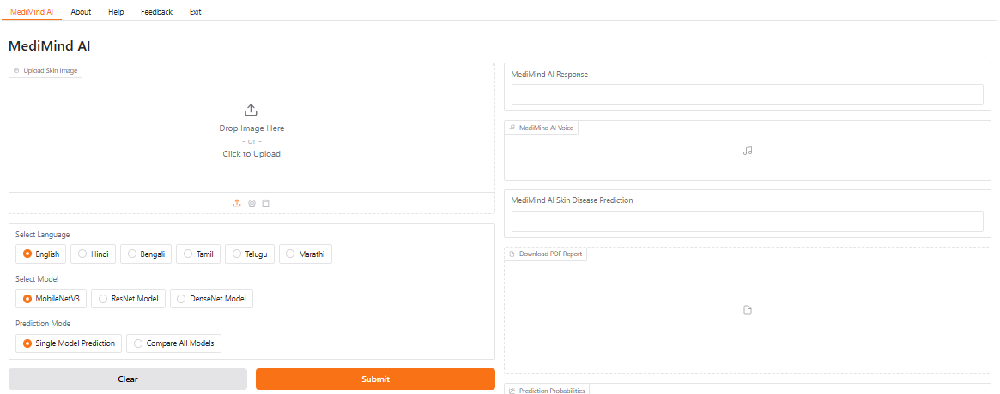 MediMind AI About Help Feedback Exit
MediMind AI
Upload Skin Image
Drop Image Here
- or -
Click to Upload
Select Language
English Hindi Bengali Tamil Telugu Marathi
Select Model
MobileNetV3 ResNet Model DenseNet Model
Prediction Mode
Single Model Prediction Compare All Models
Clear Submit
MediMind AI Response
MediMind AI Voice
MediMind AI Skin Disease Prediction
Download PDF Report
Prediction Probabilities